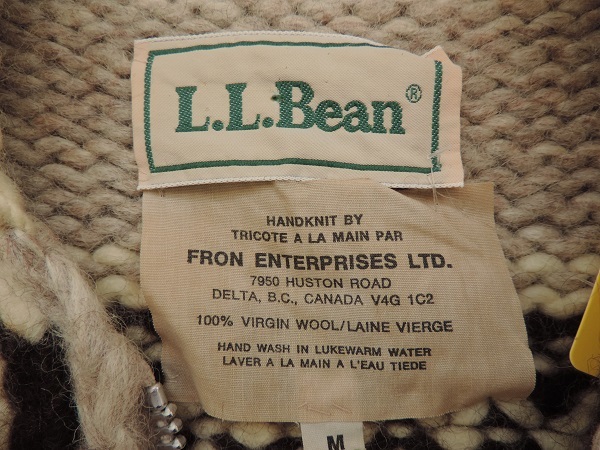 L.L.Bean®
HANDKNIT BY
TRICOTE A LA MAIN PAR
FRON ENTERPRISES LTD.
7950 HUSTON ROAD
DELTA, B.C., CANADA V4G 1C2
100% VIRGIN WOOL/LAINE VIERGE
HAND WASH IN LUKEWARM WATER
LAVER A LA MAIN A L'EAU TIEDE
M